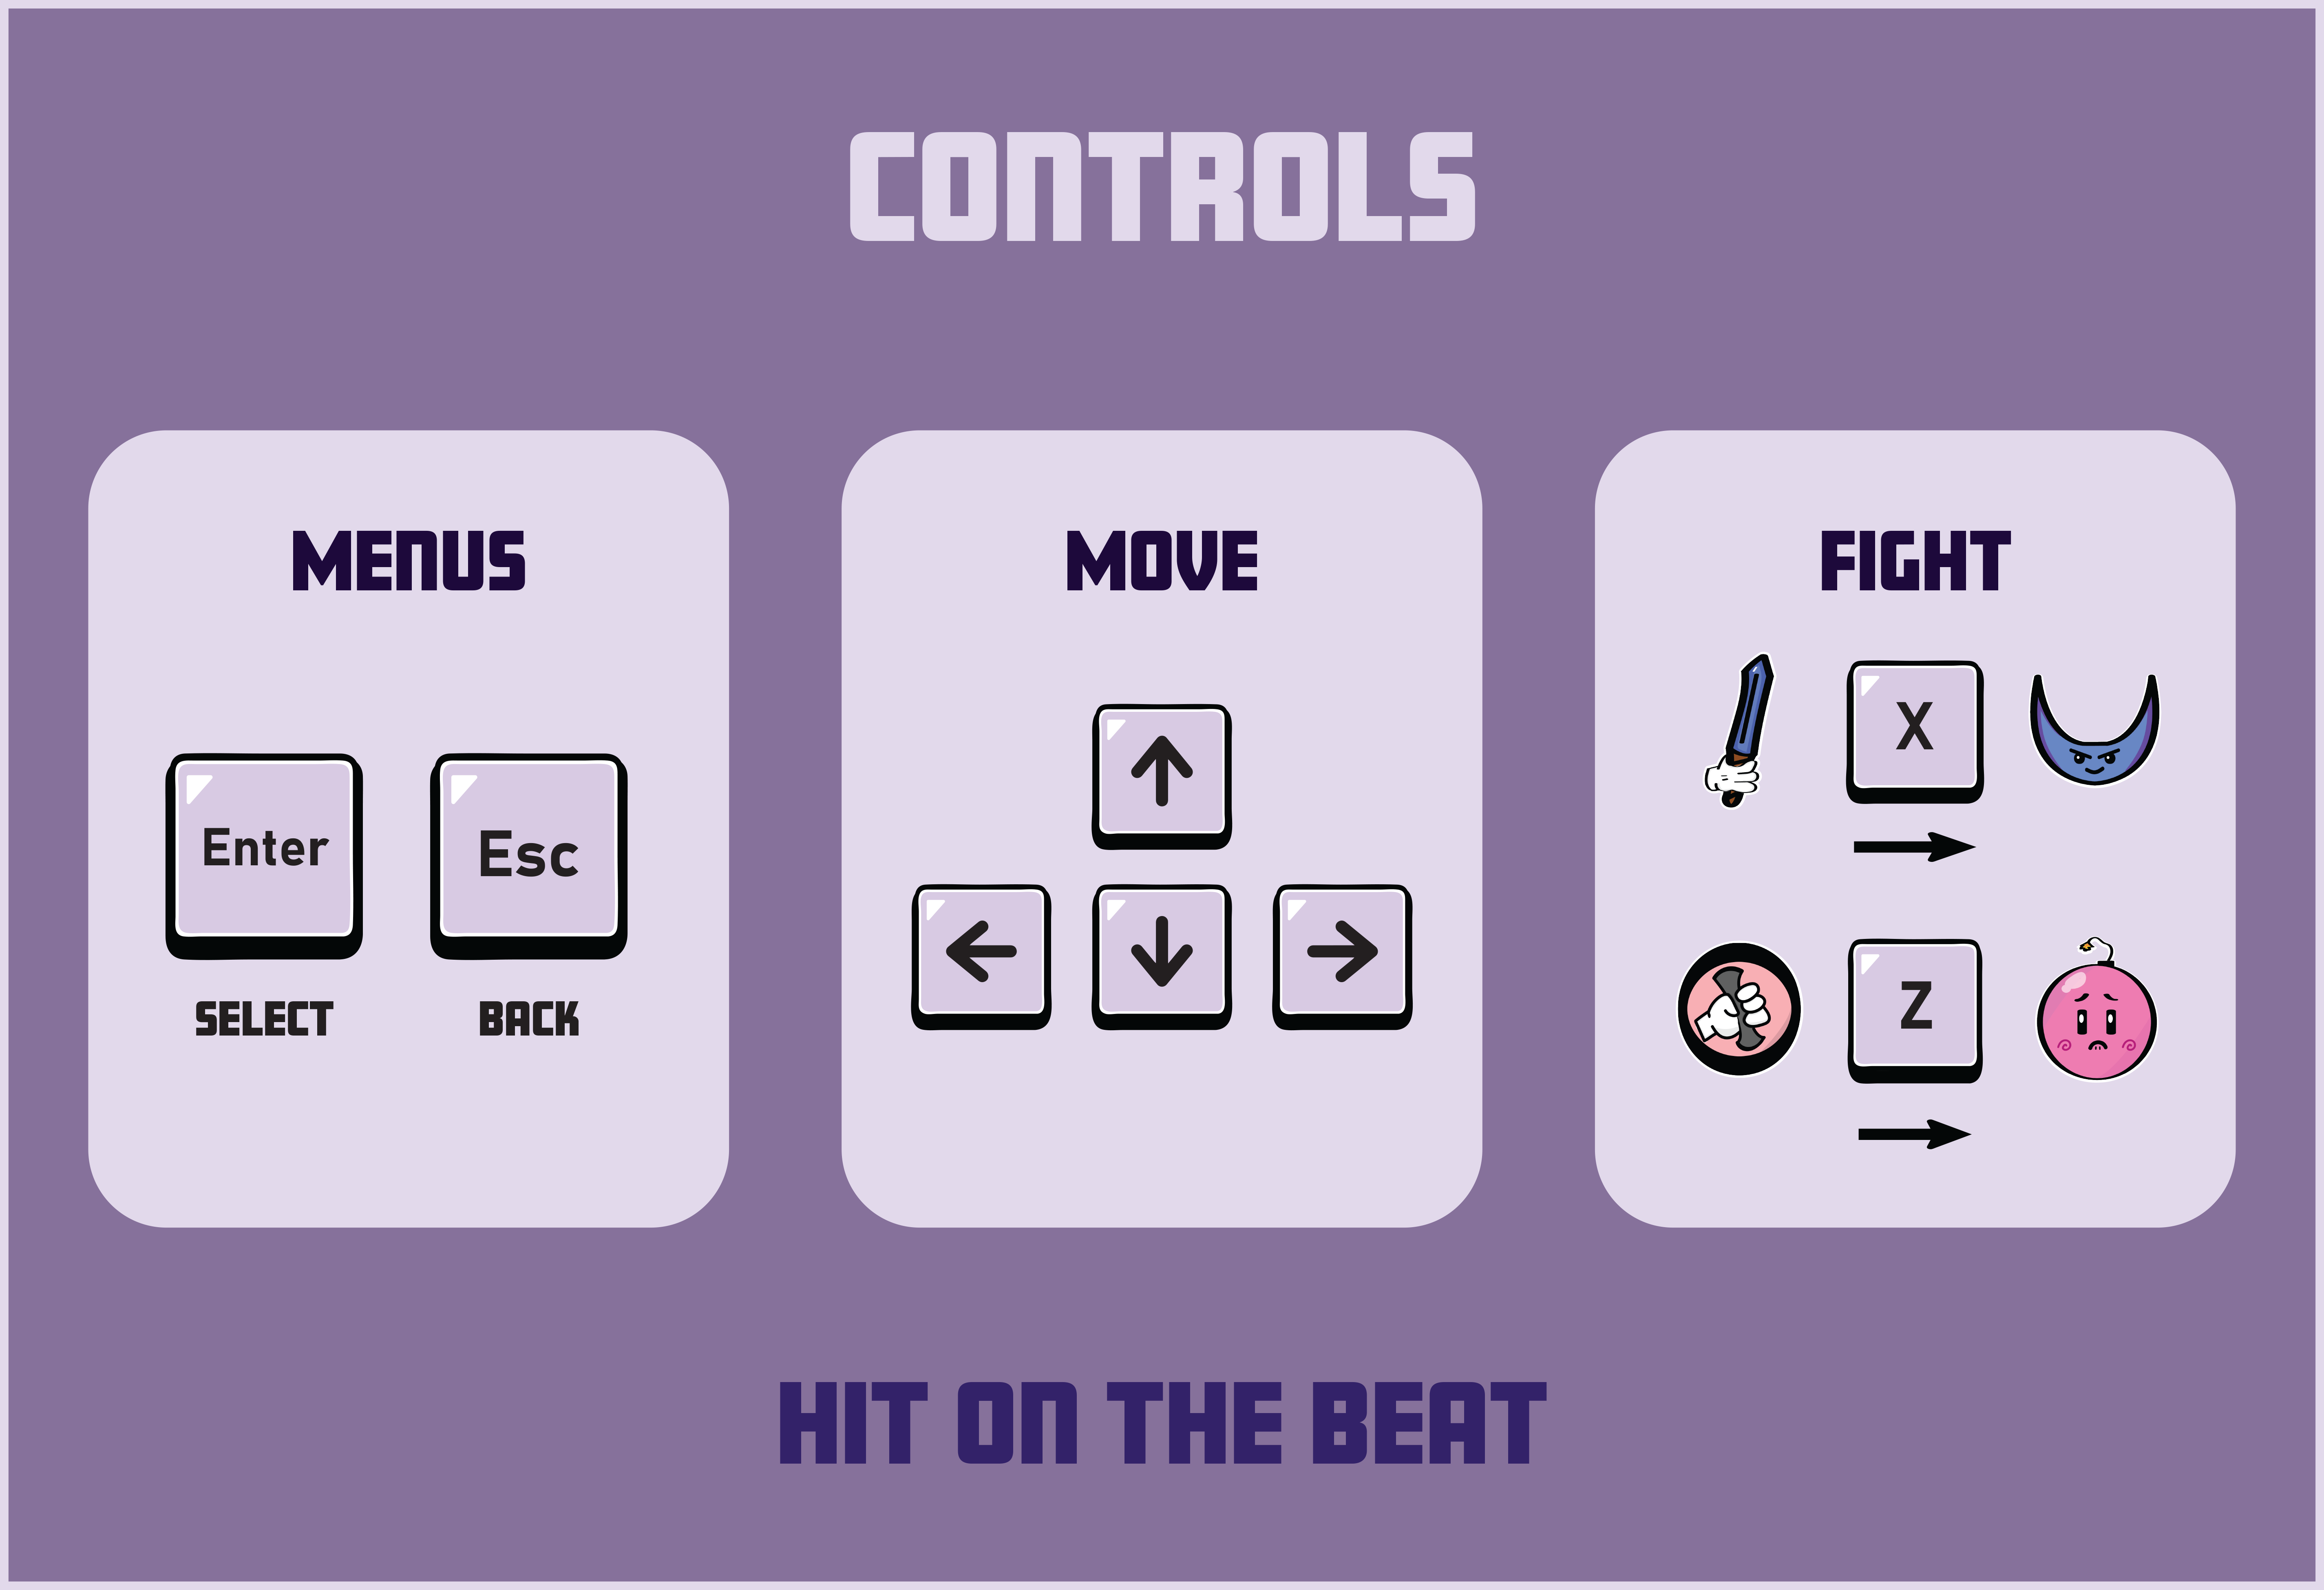 CONTROLS
MENUS
Enter
Esc
SELECT
BACK
MOVE
FIGHT
X
Z
HIT ON THE BEAT